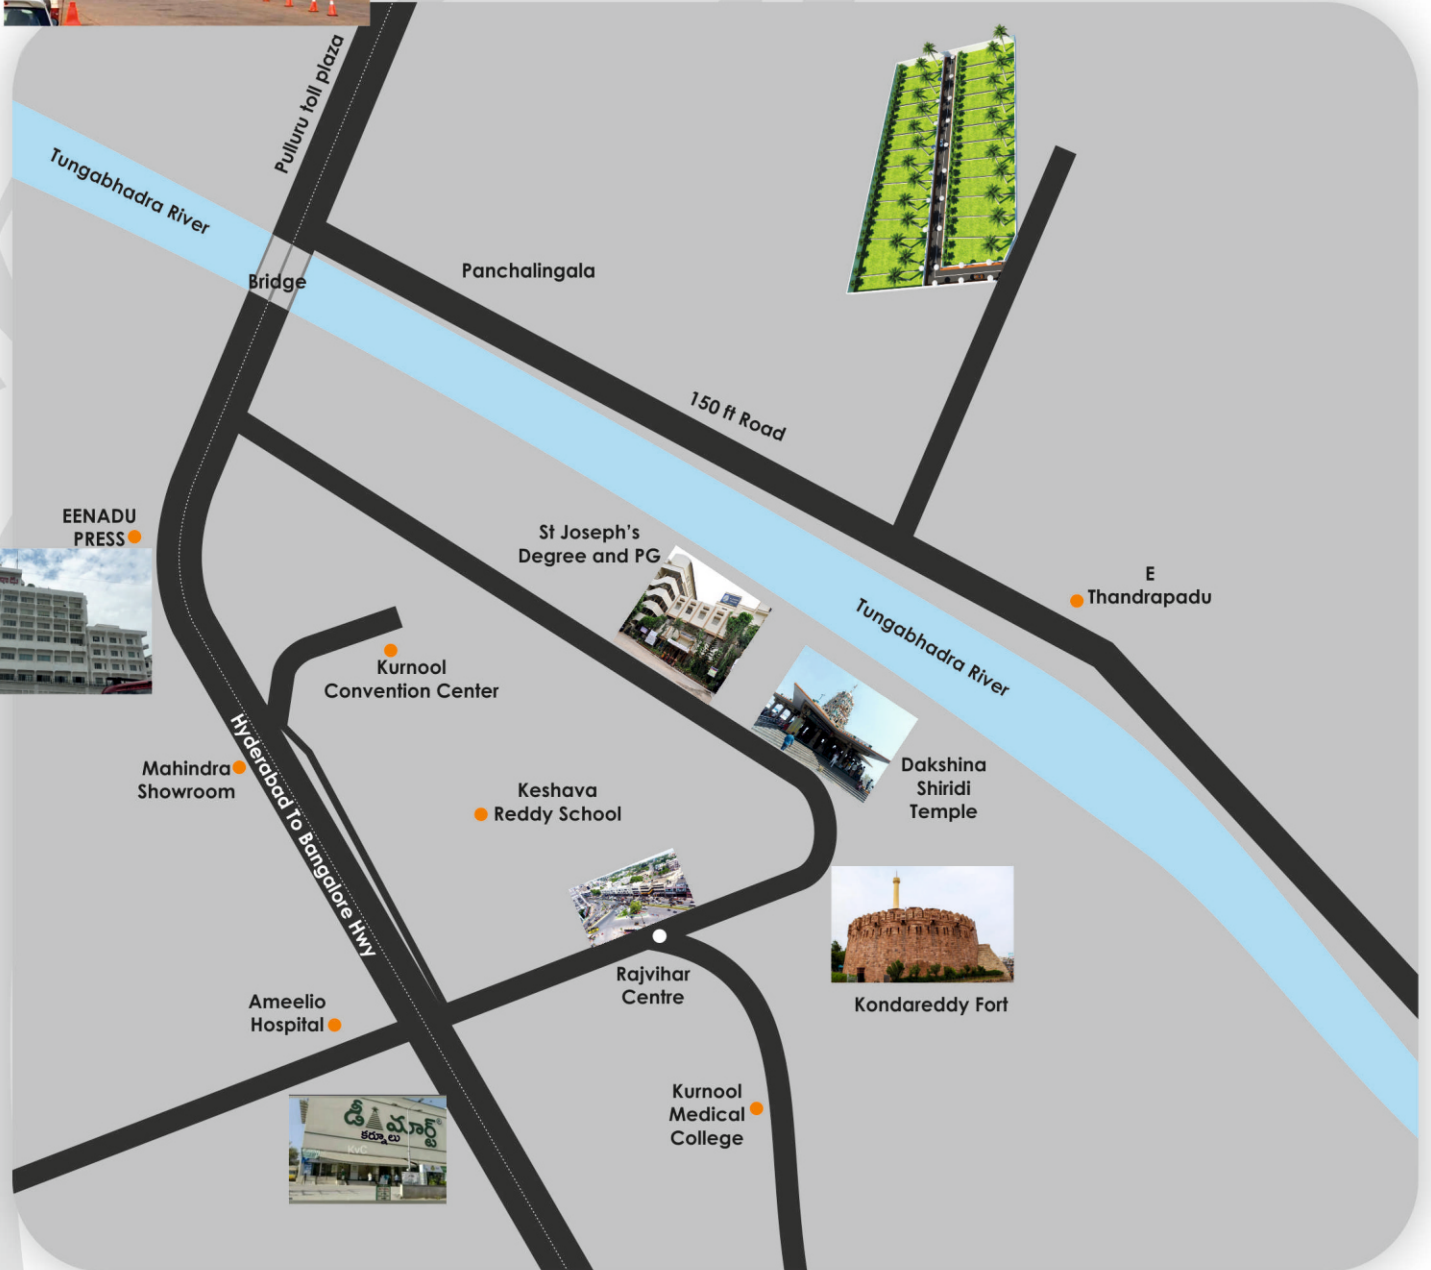 Pulluru toll plaza
Tungabhadra River
Bridge
Panchalingala
150 ft Road
EENADU
PRESS
St Joseph's
Degree and PG
E
Thandrapadu
Tungabhadra River
Kurnool
Convention Center
Hyderabad To Bangalore Hwy
Mahindra
Showroom
Keshava
Reddy School
Dakshina
Shiridi
Temple
Rajvihar
Centre
Kondareddy Fort
Ameelio
Hospital
Kurnool
Medical
College
డీ మార్ట్
కర్నూలు
KvC